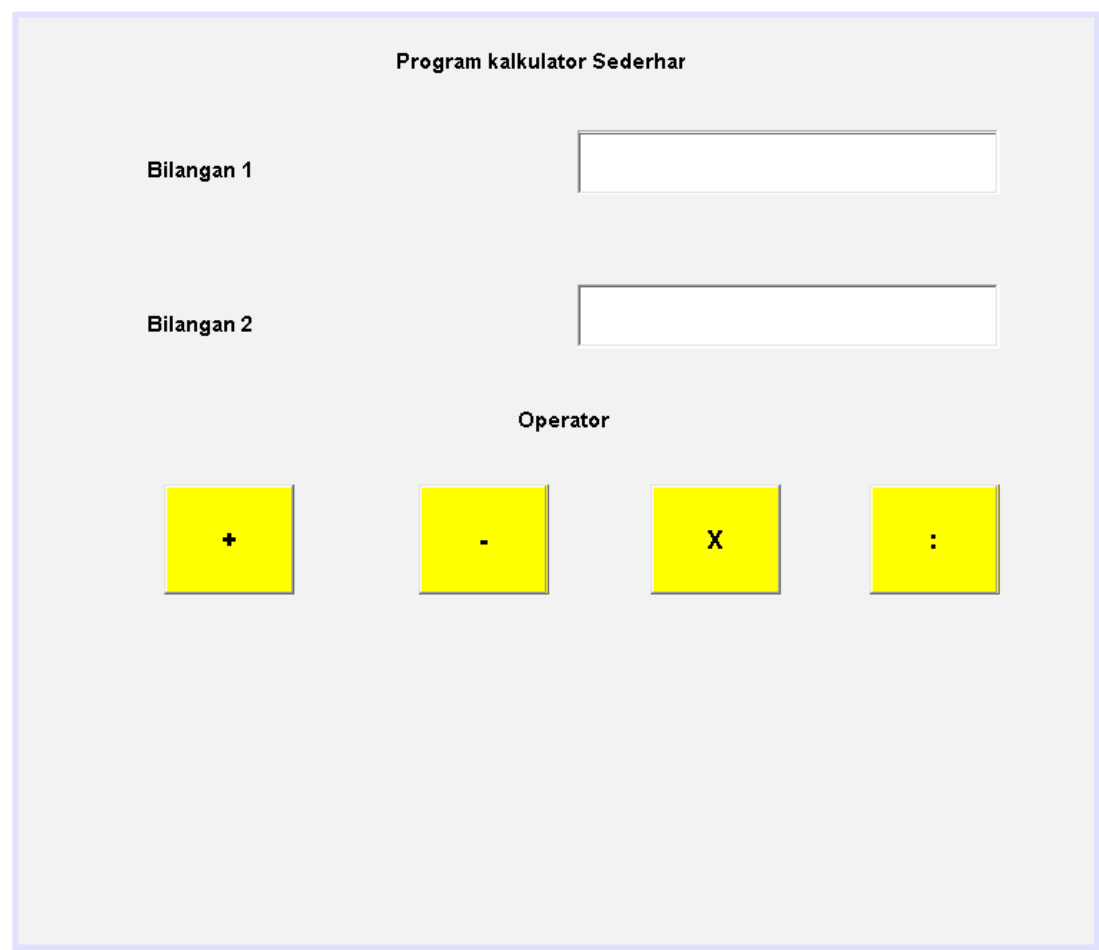 Program kalkulator Sederhar
Bilangan 1
Bilangan 2
Operator
+ - X :